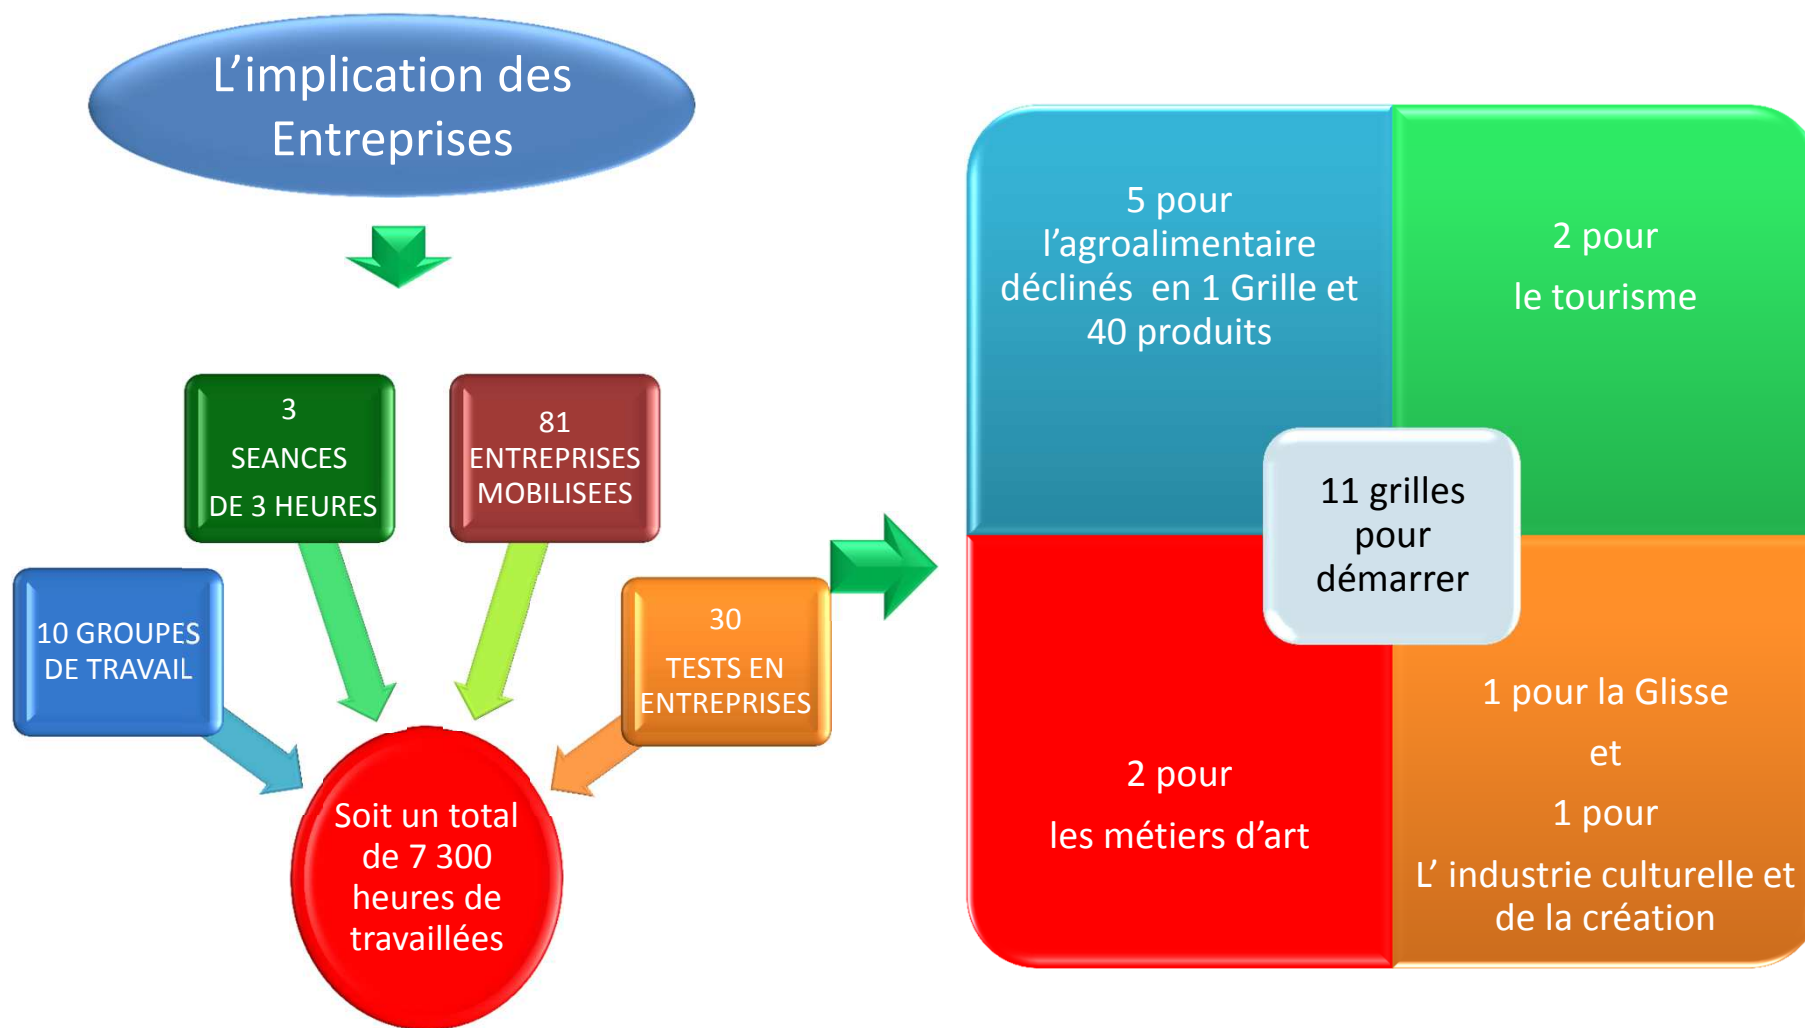 L’implication des
Entreprises
3
SEANCES
DE 3 HEURES
81
ENTREPRISES
MOBILISEES
10 GROUPES
DE TRAVAIL
30
TESTS EN
ENTREPRISES
Soit un total
de 7 300
heures de
travaillées
5 pour
l’agroalimentaire
déclinés  en 1 Grille et
40 produits
2 pour
le tourisme
11 grilles
pour
démarrer
2 pour
les métiers d’art
1 pour la Glisse
et
1 pour
L’ industrie culturelle et
de la création